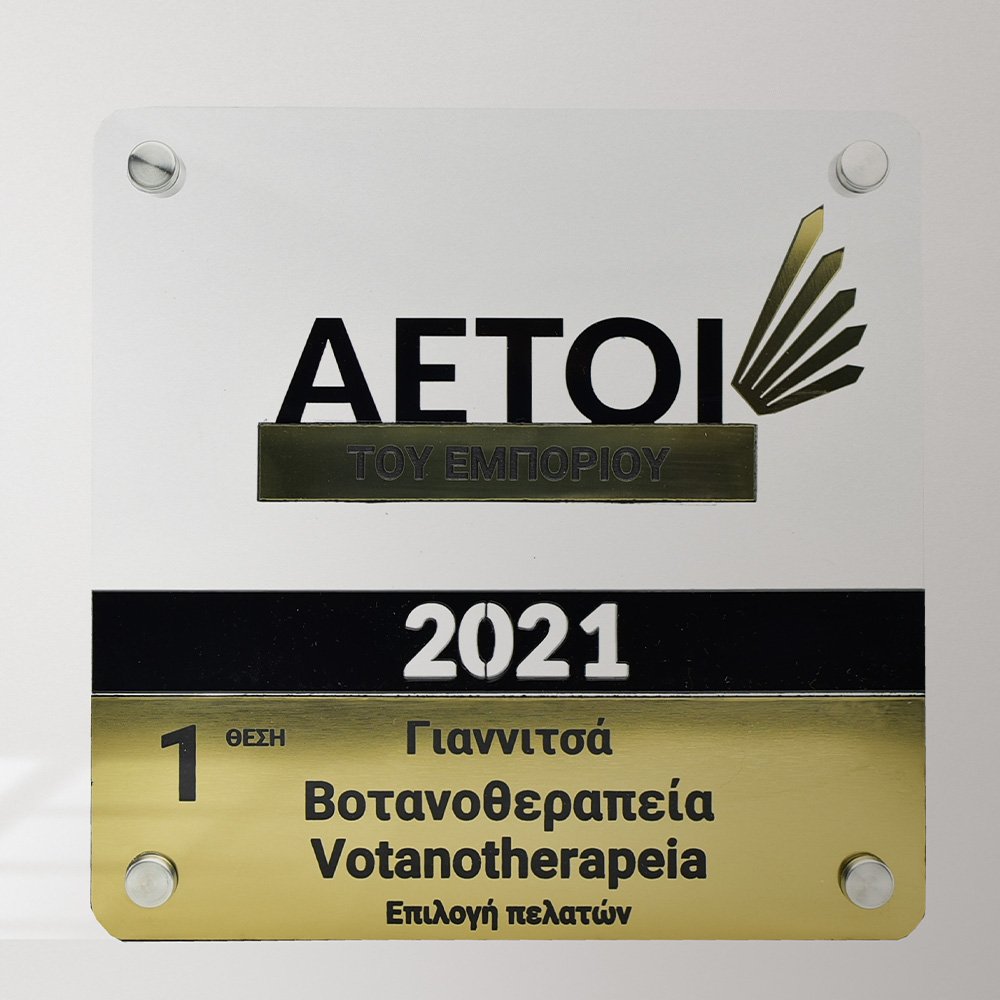 ΑΕΤΟΙ
ΤΟΥ ΕΜΠΟΡΙΟΥ
2021
1 ΘΕΣΗ
Γιαννιτσά
Βοτανοθεραπεία
Votanotherapeia
Επιλογή πελατών